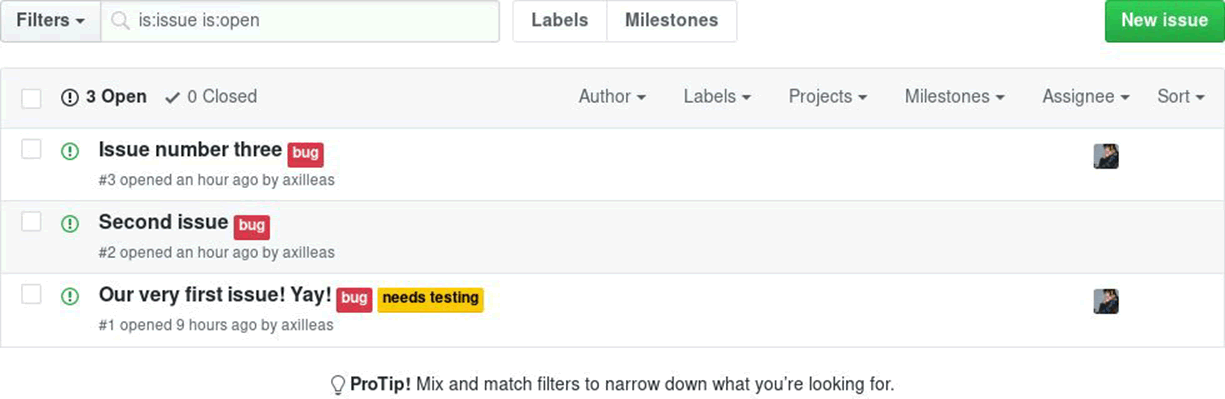 Filters is:issue is:open Labels Milestones New issue
3 Open 0 Closed Author Labels Projects Milestones Assignee Sort
Issue number three bug
#3 opened an hour ago by axilleas
Second issue bug
#2 opened an hour ago by axilleas
Our very first issue! Yay! bug needs testing
#1 opened 9 hours ago by axilleas
ProTip! Mix and match filters to narrow down what you’re looking for.